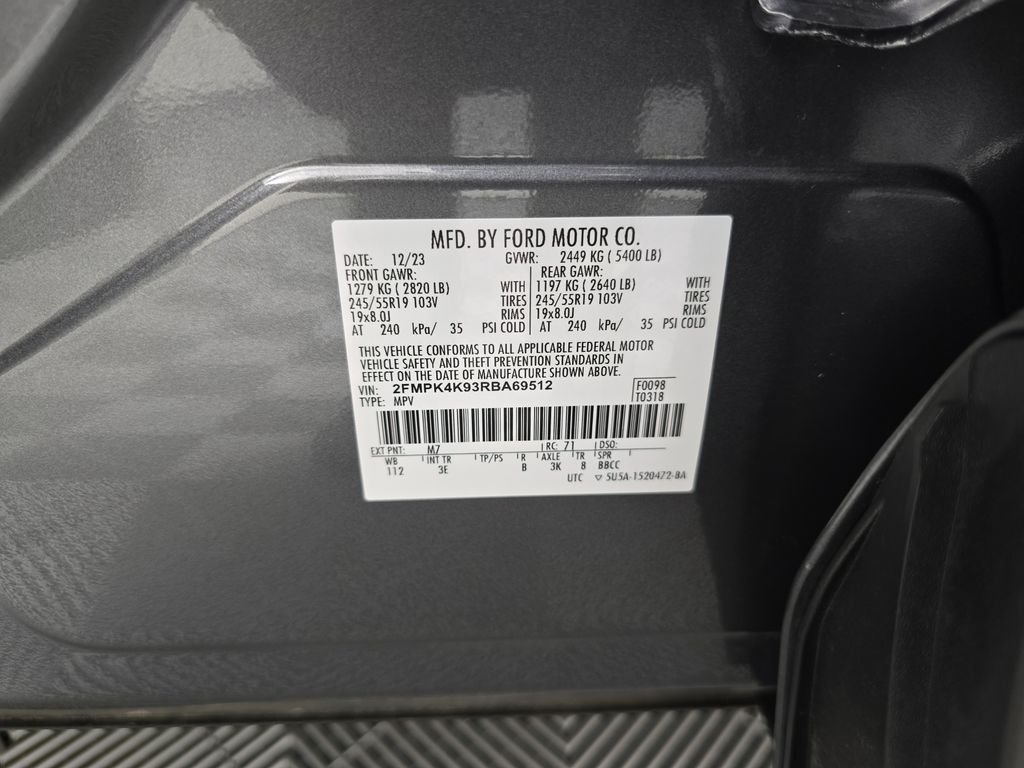 MFD. BY FORD MOTOR CO.
DATE: 12/23 GVWR: 2449 KG ( 5400 LB)
FRONT GAWR: REAR GAWR:
1279 KG ( 2820 LB) WITH 1197 KG ( 2640 LB) WITH
245/55R19 103V TIRES 245/55R19 103V TIRES
19x8.0J RIMS 19x8.0J RIMS
AT 240 kPa/ 35 PSI COLD AT 240 kPa/ 35 PSI COLD
THIS VEHICLE CONFORMS TO ALL APPLICABLE FEDERAL MOTOR
VEHICLE SAFETY AND THEFT PREVENTION STANDARDS IN
EFFECT ON THE DATE OF MANUFACTURE SHOWN ABOVE.
VIN: 2FMPK4K93RBA69512 F0098
TYPE: MPV T0318
EXT PNT: M7 RC: 71 DSO:
WB INT TR TP/PS R AXLE TR SPR
112 3E B 3K 8 BBCC
UTC ▽ 5U5A-1520472-BA